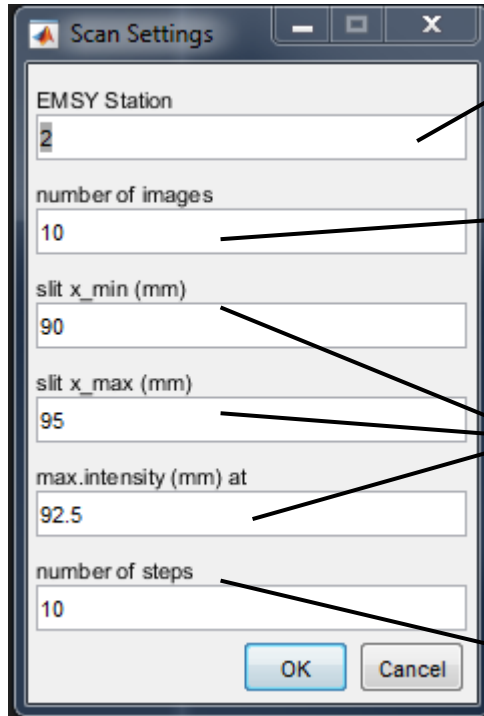 Scan Settings
EMSY Station
2
number of images
10
slit x_min (mm)
90
slit x_max (mm)
95
max.intensity (mm) at
92.5
number of steps
10
OK
Cancel